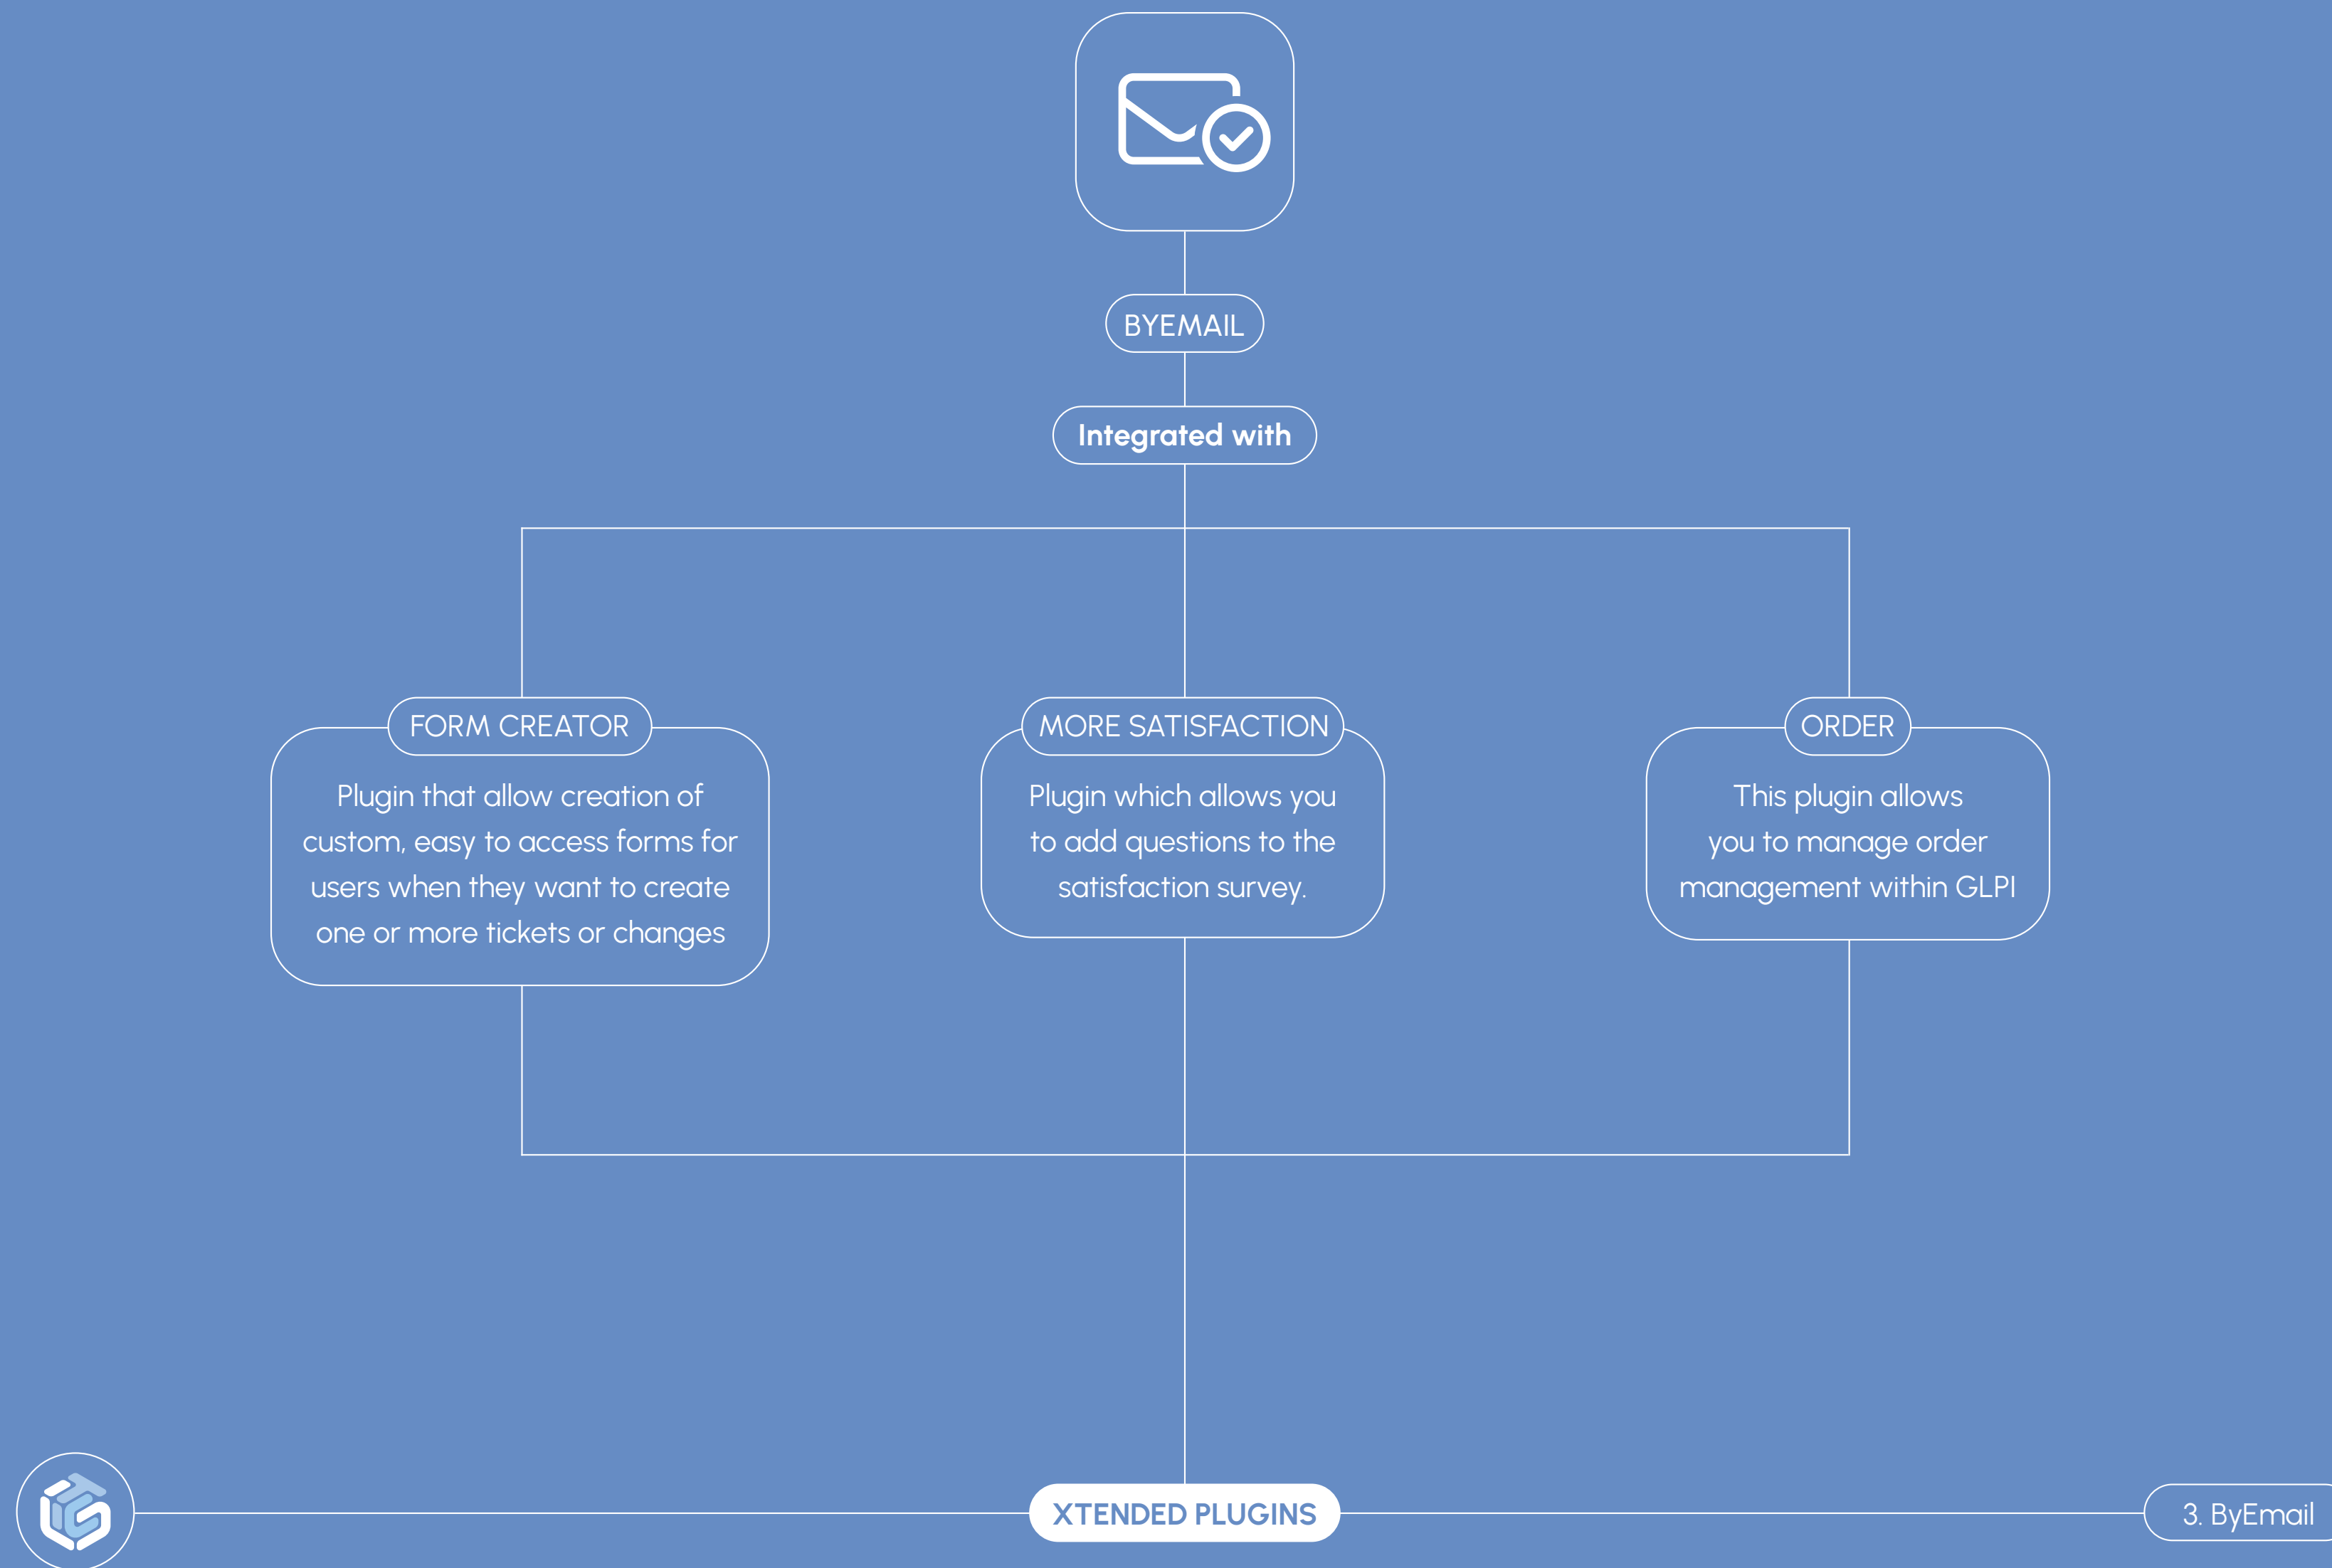 BYEMAIL
Integrated with
FORM CREATOR
Plugin that allow creation of
custom, easy to access forms for
users when they want to create
one or more tickets or changes
MORE SATISFACTION
Plugin which allows you
to add questions to the
satisfaction survey.
ORDER
This plugin allows
you to manage order
management within GLPI
XTENDED PLUGINS
3. ByEmail